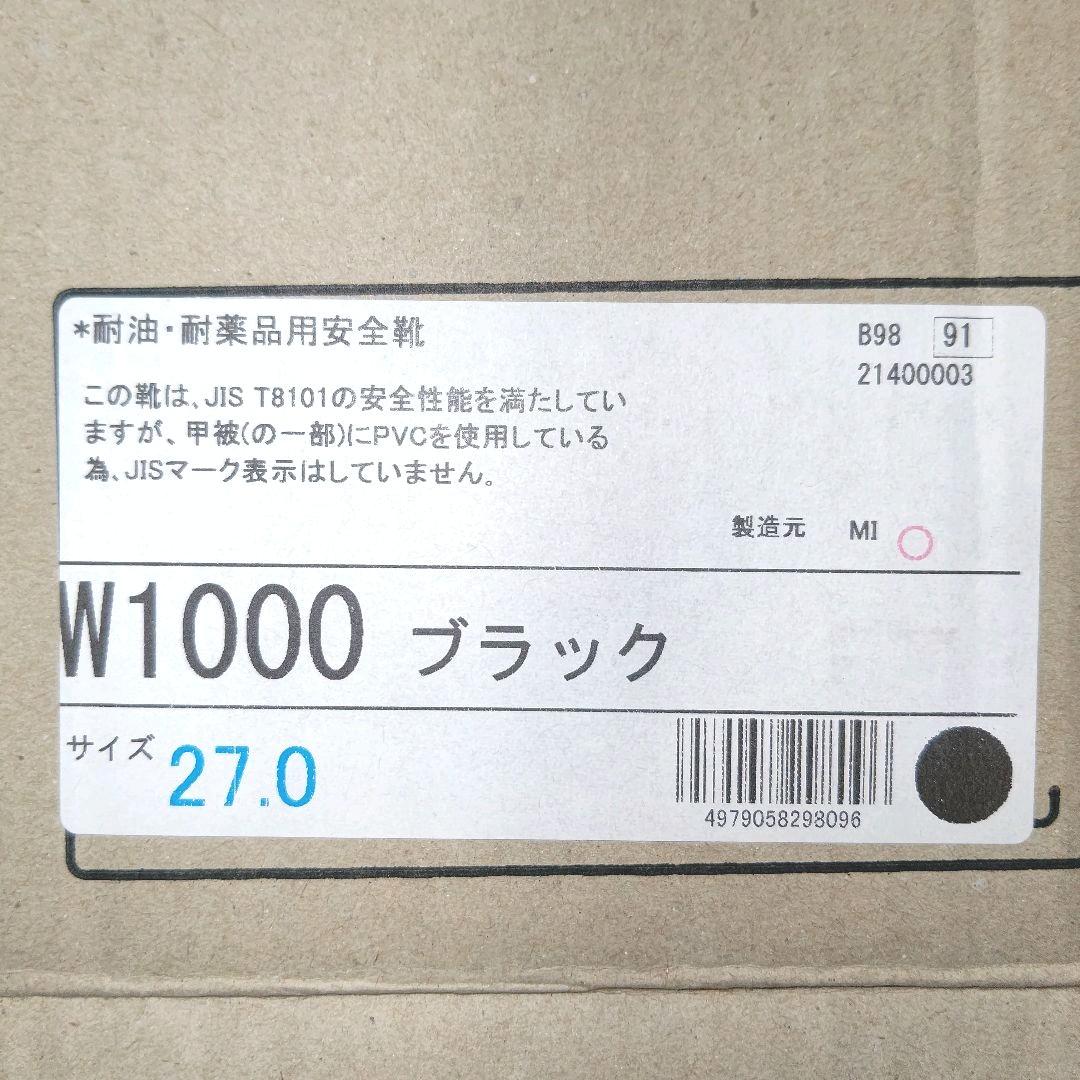 *耐油・耐薬品用安全靴
B98 91
21400003
この靴は、JIS T8101の安全性能を満たしてい
ますが、甲被(の一部)にPVCを使用している
為、JISマーク表示はしていません。
製造元 MI
W1000 ブラック
サイズ 27.0
4979058298096